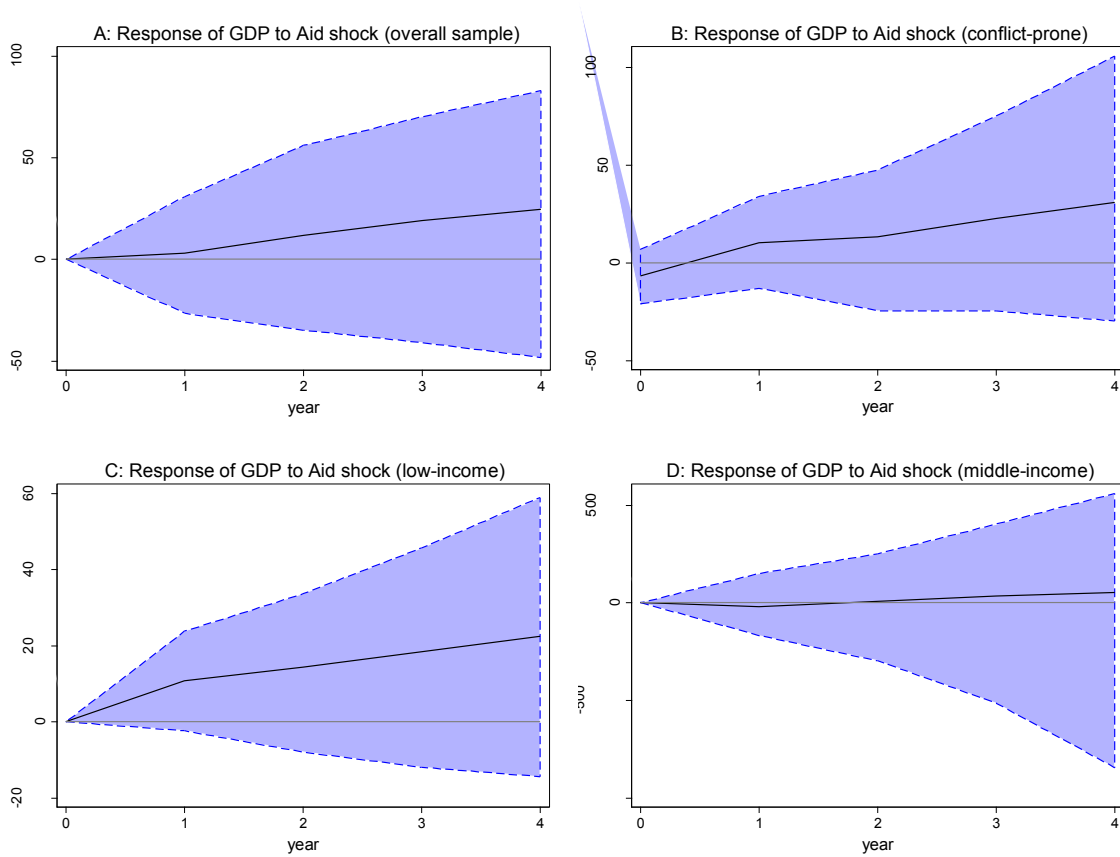 A: Response of GDP to Aid shock (overall sample)
100
50
0
-50
0 1 2 3 4
year
B: Response of GDP to Aid shock (conflict-prone)
100
50
0
-50
0 1 2 3 4
year
C: Response of GDP to Aid shock (low-income)
60
40
20
0
-20
0 1 2 3 4
year
D: Response of GDP to Aid shock (middle-income)
500
0
-500
0 1 2 3 4
year